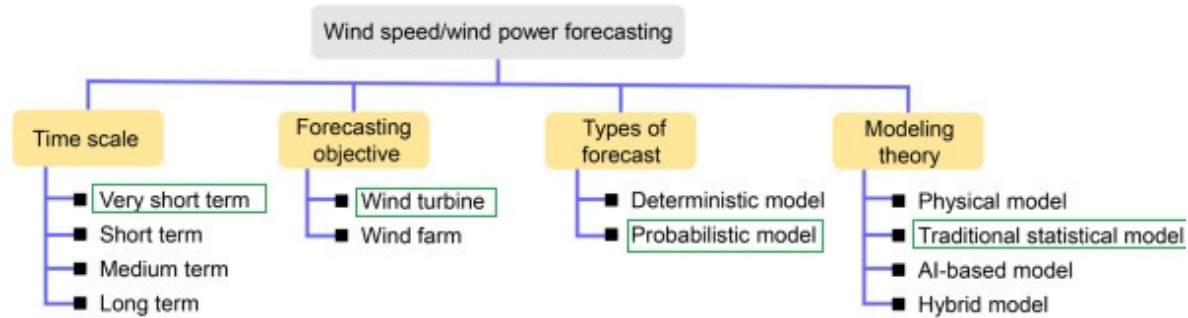 Wind speed/wind power forecasting
Time scale
Very short term
Short term
Medium term
Long term
Forecasting
objective
Wind turbine
Wind farm
Types of
forecast
Deterministic model
Probabilistic model
Modeling
theory
Physical model
Traditional statistical model
AI-based model
Hybrid model